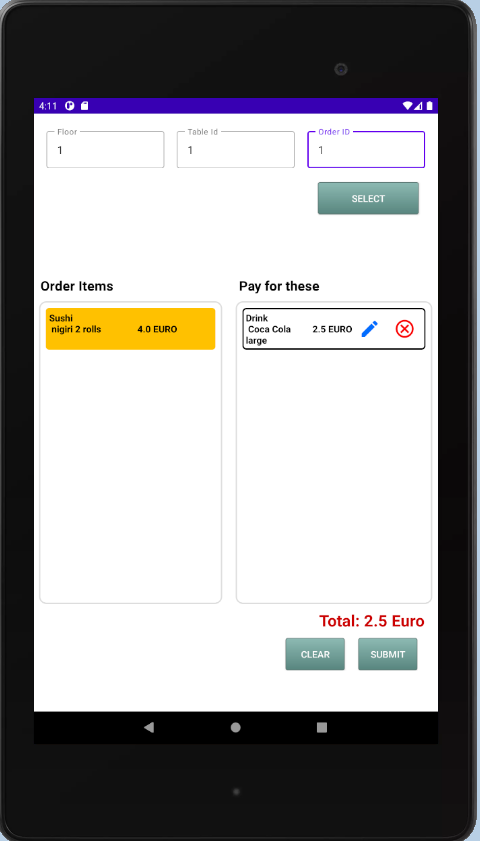 4:11
Floor
Table Id
Order ID
1
1
1
SELECT
Order Items
Pay for these
Sushi
nigiri 2 rolls 4.0 EURO
Drink
Coca Cola 2.5 EURO
large
Total: 2.5 Euro
CLEAR
SUBMIT